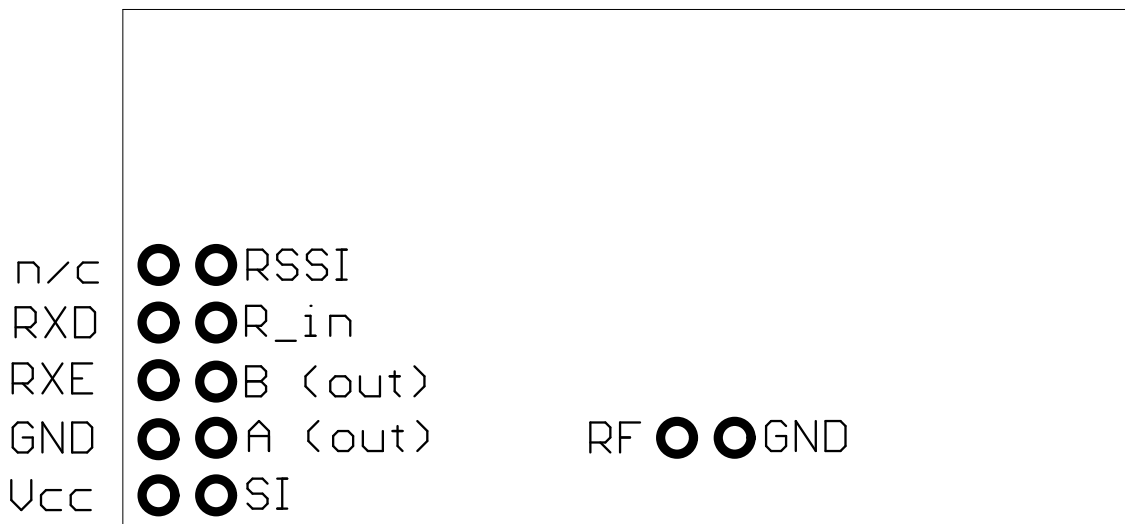 n/c RSSI
RXD R_in
RXE B (out)
GND A (out) RF GND
Vcc SI